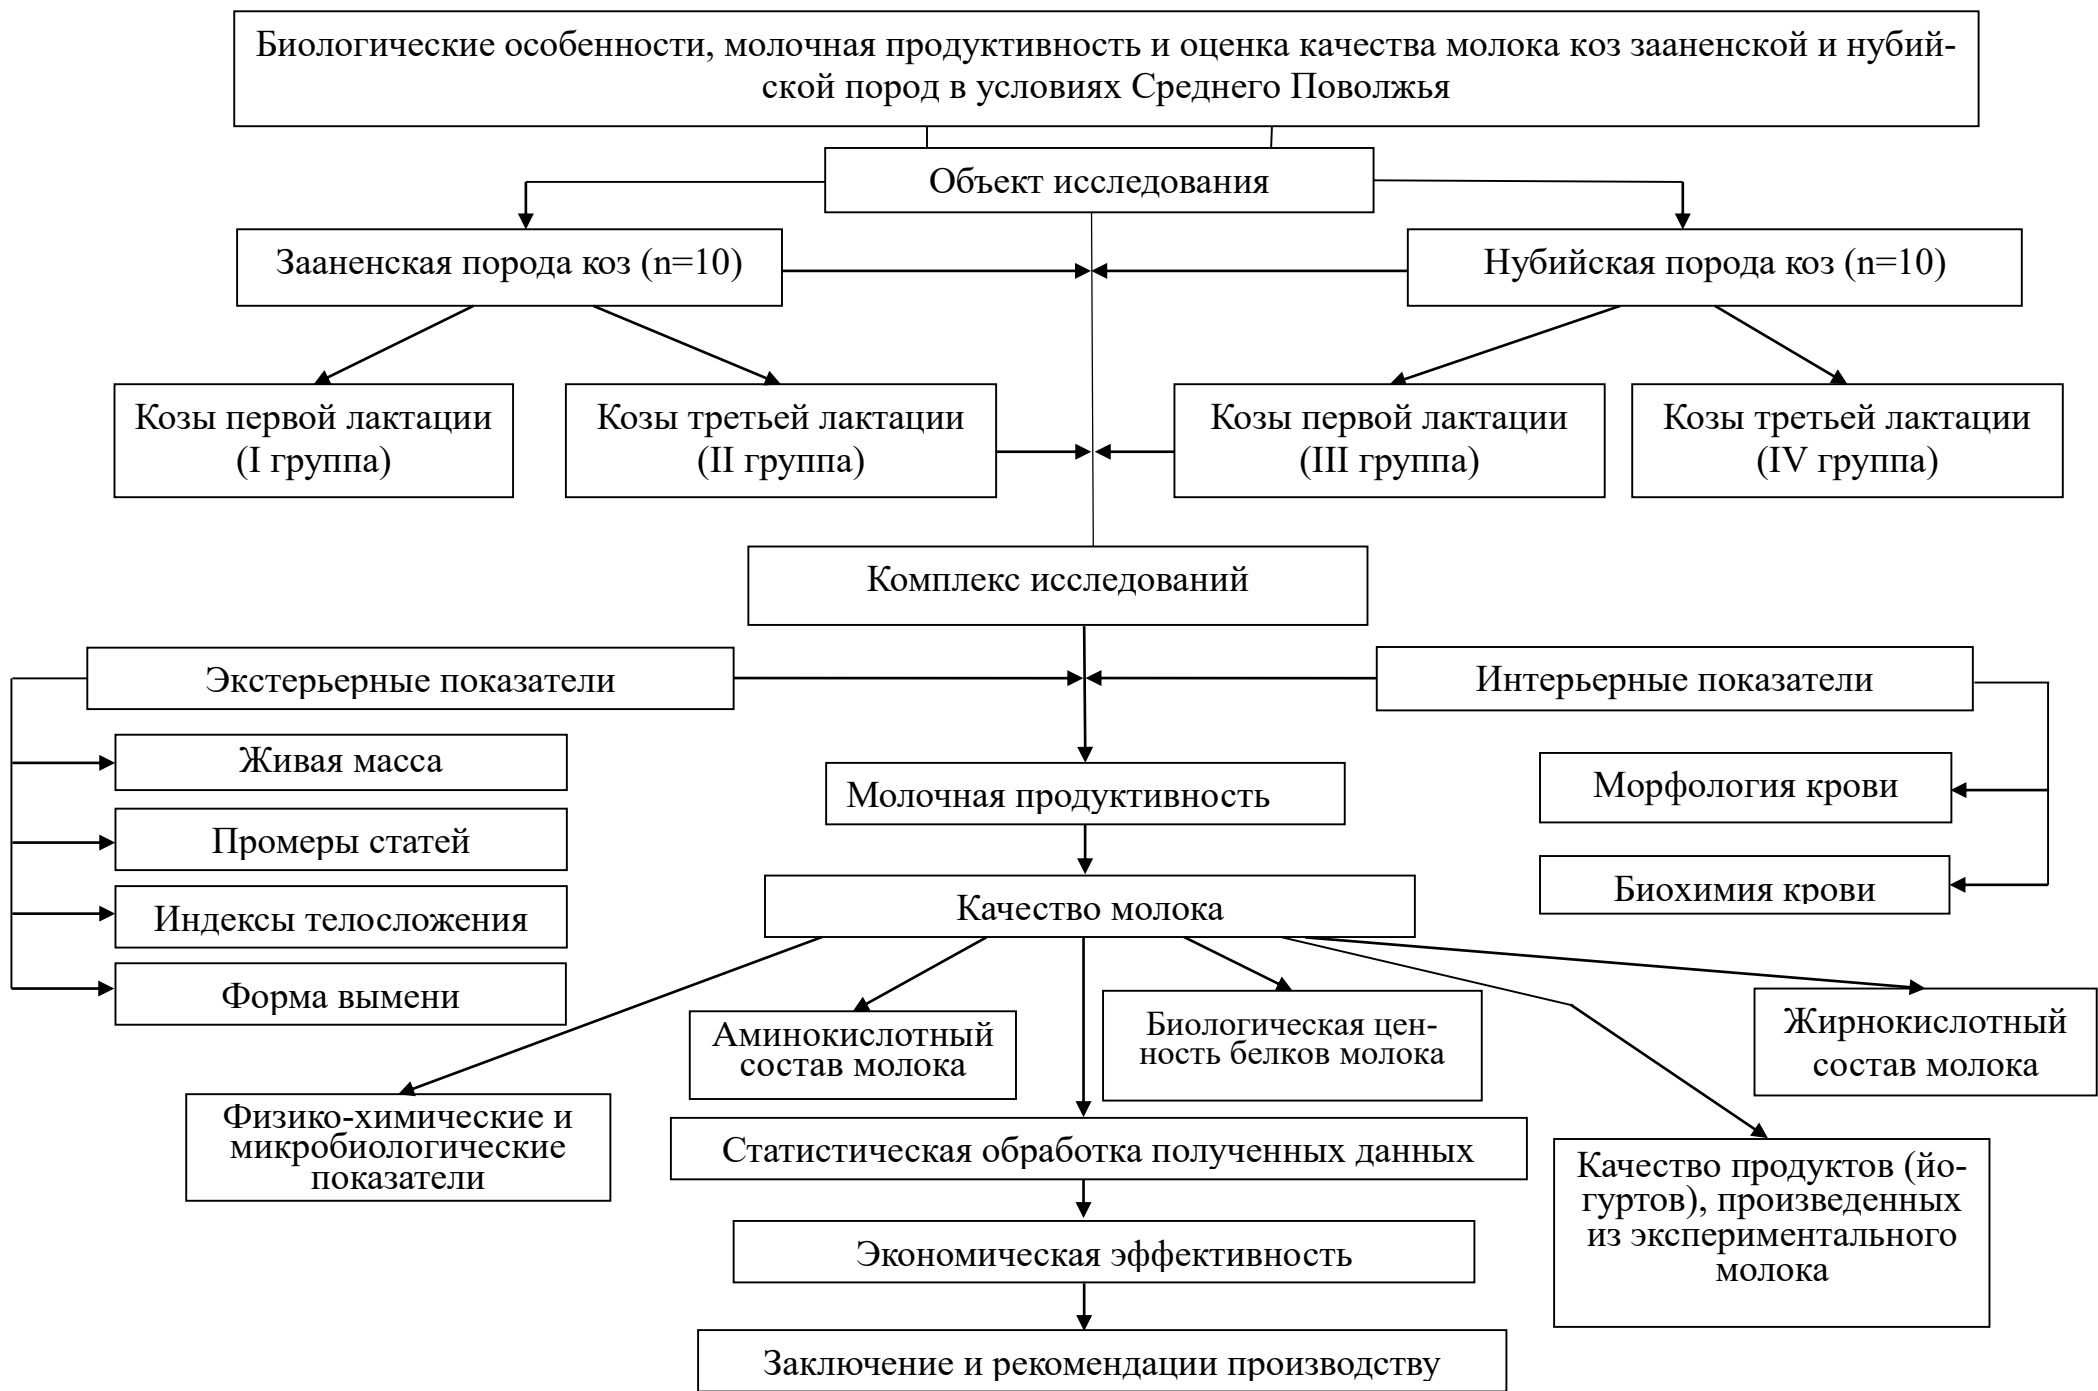 Биологические особенности, молочная продуктивность и оценка качества молока коз зааненской и нубий-
ской пород в условиях Среднего Поволжья
Объект исследования
Зааненская порода коз (n=10)
Нубийская порода коз (n=10)
Козы первой лактации
(I группа)
Козы третьей лактации
(II группа)
Козы первой лактации
(III группа)
Козы третьей лактации
(IV группа)
Комплекс исследований
Экстерьерные показатели
Интерьерные показатели
Живая масса
Промеры статей
Индексы телосложения
Форма вымени
Молочная продуктивность
Морфология крови
Биохимия крови
Качество молока
Аминокислотный
состав молока
Биологическая цен-
ность белков молока
Жирнокислотный
состав молока
Физико-химические и
микробиологические
показатели
Статистическая обработка полученных данных
Качество продуктов (йо-
гуртов), произведенных
из экспериментального
молока
Экономическая эффективность
Заключение и рекомендации производству